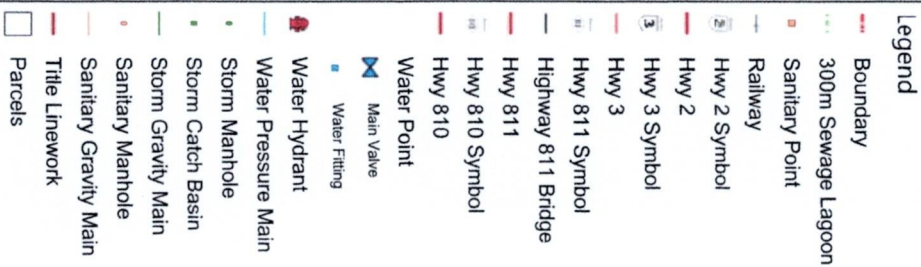 Legend
Boundary
300m Sewage Lagoon
Sanitary Point
Railway
Hwy 2 Symbol
Hwy 2
Hwy 3 Symbol
Hwy 3
Hwy 811 Symbol
Highway 811 Bridge
Hwy 811
Hwy 810 Symbol
Hwy 810
Water Point
Main Valve
Water Fitting
Water Hydrant
Water Pressure Main
Storm Manhole
Storm Catch Basin
Storm Gravity Main
Sanitary Manhole
Sanitary Gravity Main
Title Linework
Parcels